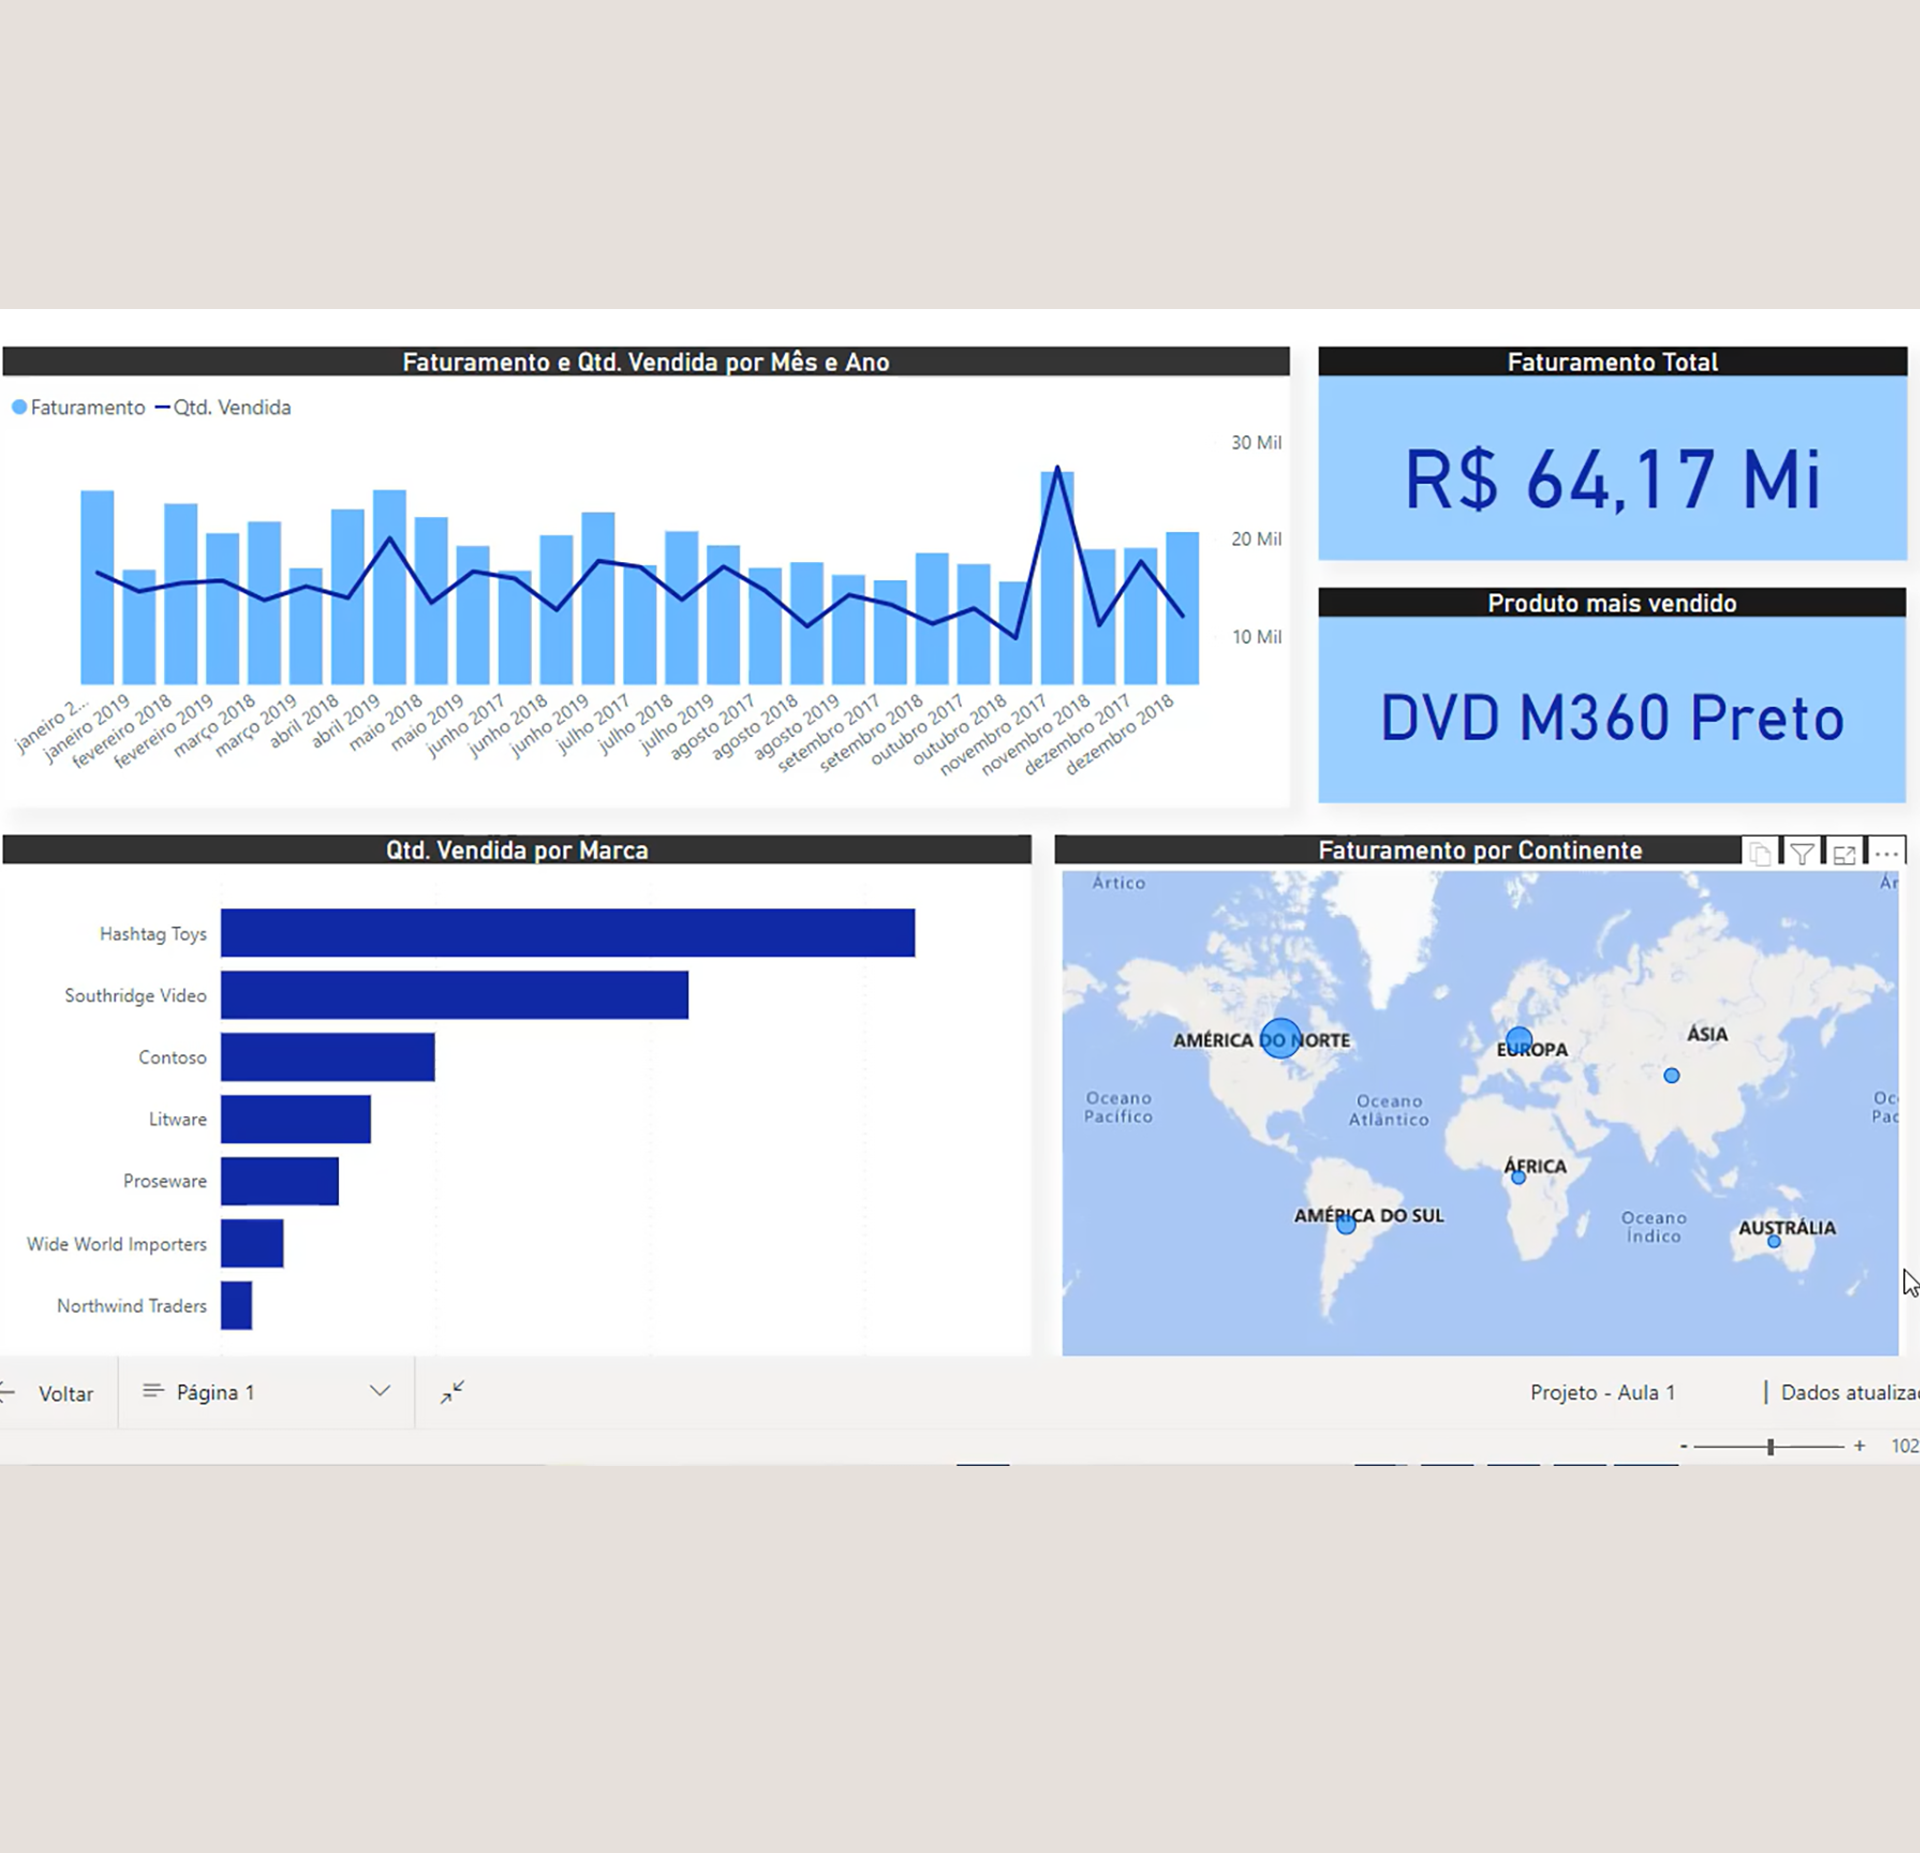 Faturamento e Qtd. Vendida por Mês e Ano
Faturamento
Qtd. Vendida
30 Mil
20 Mil
10 Mil
janeiro 2...
janeiro 2019
fevereiro 2018
fevereiro 2019
março 2018
março 2019
abril 2018
abril 2019
maio 2018
maio 2019
junho 2017
junho 2018
junho 2019
julho 2017
julho 2018
julho 2019
agosto 2017
agosto 2018
agosto 2019
setembro 2017
setembro 2018
outubro 2017
outubro 2018
novembro 2017
novembro 2018
dezembro 2017
dezembro 2018
Faturamento Total
R$ 64,17 Mi
Produto mais vendido
DVD M360 Preto
Qtd. Vendida por Marca
Hashtag Toys
Southridge Video
Contoso
Litware
Proseware
Wide World Importers
Northwind Traders
Faturamento por Continente
Ártico
Ár
AMÉRICA DO NORTE
EUROPA
ÁSIA
Oceano
Pacífico
Oceano
Atlântico
Oc
Pac
ÁFRICA
AMÉRICA DO SUL
Oceano
Índico
AUSTRÁLIA
Voltar
Página 1
Projeto - Aula 1
| Dados atualiza
- +
102